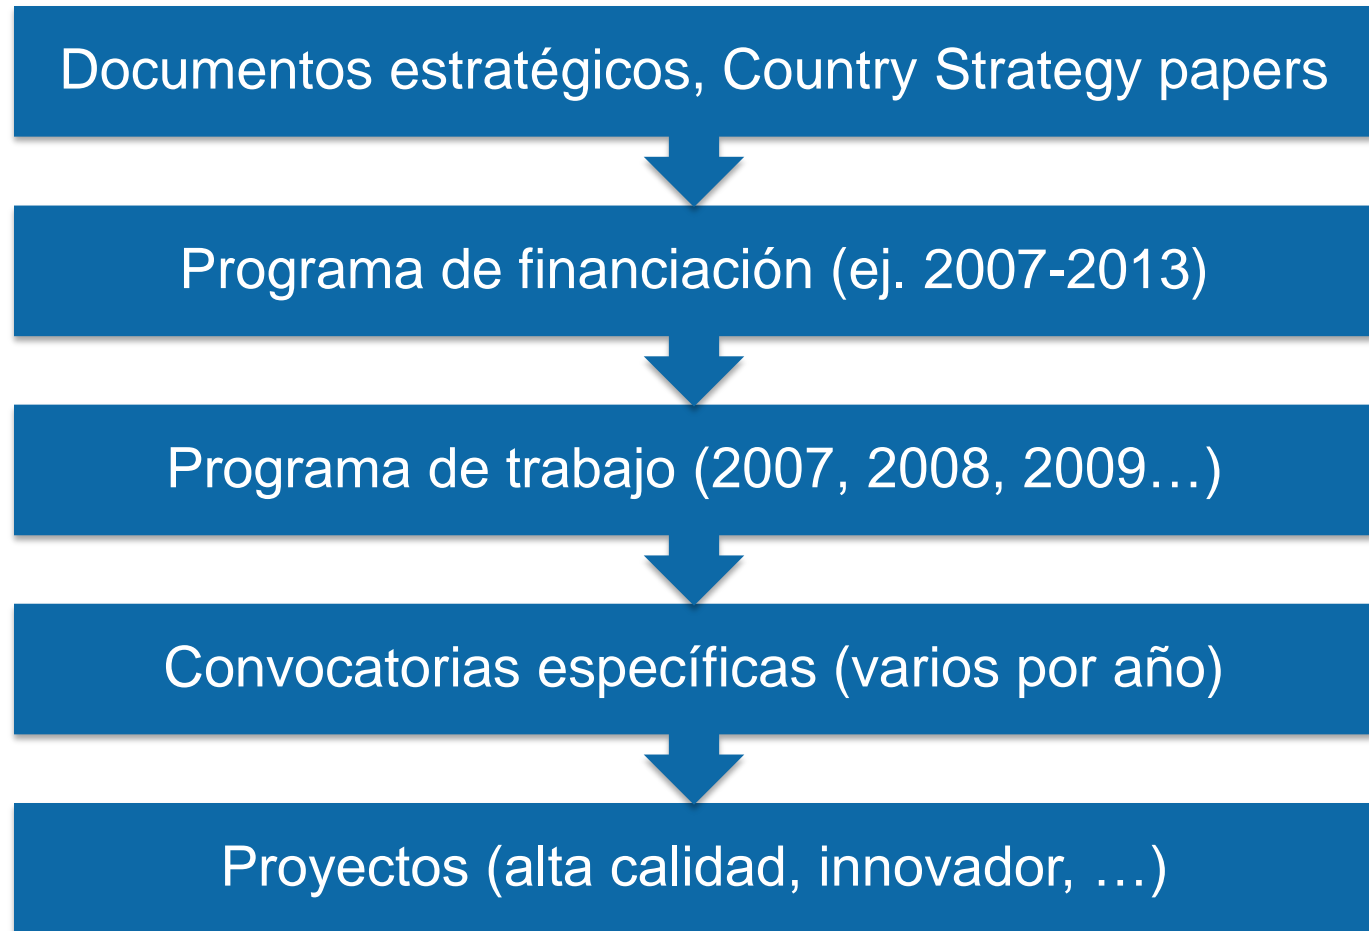 Documentos estratégicos, Country Strategy papers
Programa de financiación (ej. 2007-2013)
Programa de trabajo (2007, 2008, 2009…)
Convocatorias específicas (varios por año)
Proyectos (alta calidad, innovador, …)